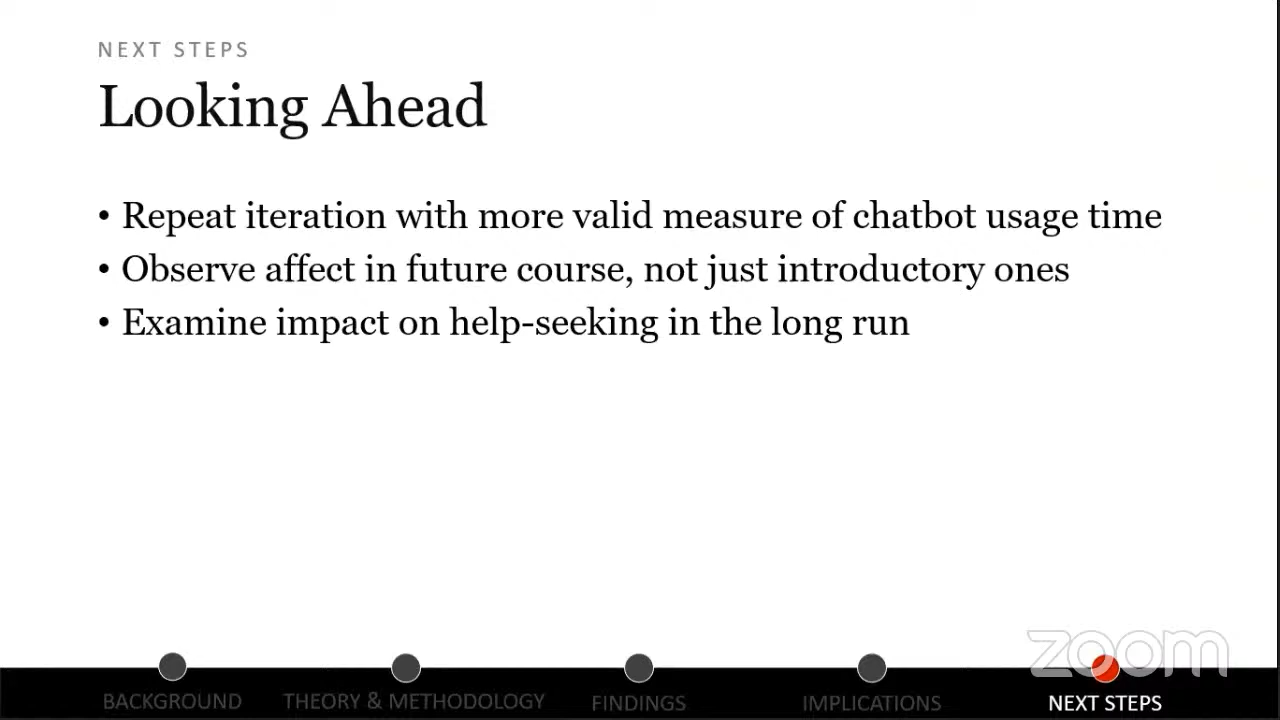 NEXT STEPS
Looking Ahead
• Repeat iteration with more valid measure of chatbot usage time
• Observe affect in future course, not just introductory ones
• Examine impact on help-seeking in the long run
zoom
BACKGROUND THEORY & METHODOLOGY FINDINGS IMPLICATIONS NEXT STEPS